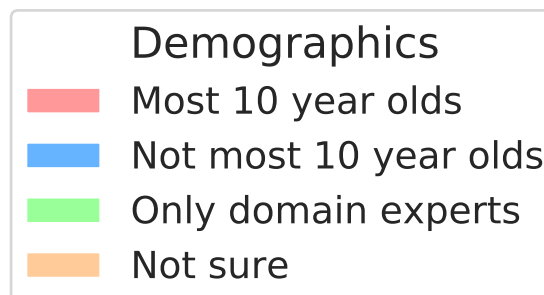 Demographics
Most 10 year olds
Not most 10 year olds
Only domain experts
Not sure